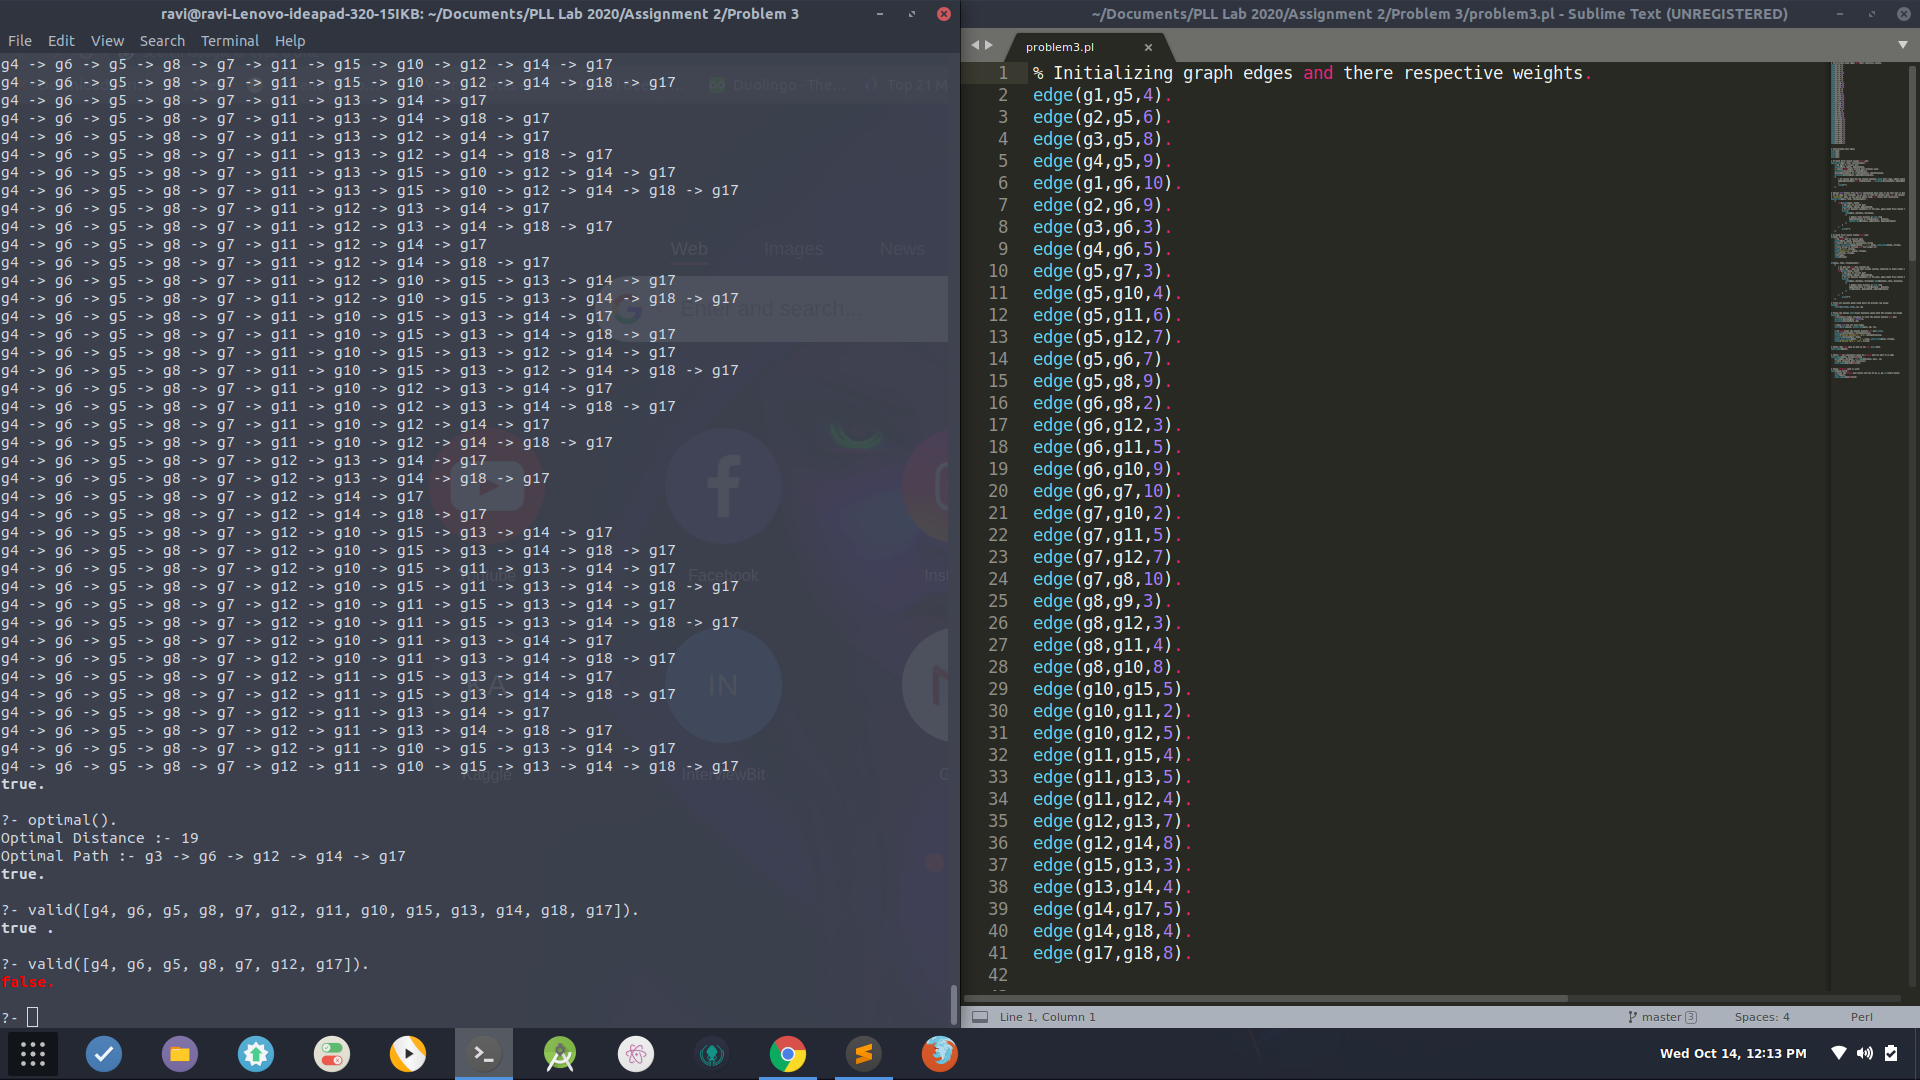 ravi@ravi-Lenovo-ideapad-320-15IKB: ~/Documents/PLL Lab 2020/Assignment 2/Problem 3
File Edit View Search Terminal Help
g4 -> g6 -> g5 -> g8 -> g7 -> g11 -> g15 -> g10 -> g12 -> g14 -> g17
g4 -> g6 -> g5 -> g8 -> g7 -> g11 -> g15 -> g10 -> g12 -> g14 -> g18 -> g17
g4 -> g6 -> g5 -> g8 -> g7 -> g11 -> g13 -> g14 -> g17
g4 -> g6 -> g5 -> g8 -> g7 -> g11 -> g13 -> g14 -> g18 -> g17
g4 -> g6 -> g5 -> g8 -> g7 -> g11 -> g13 -> g12 -> g14 -> g17
g4 -> g6 -> g5 -> g8 -> g7 -> g11 -> g13 -> g12 -> g14 -> g18 -> g17
g4 -> g6 -> g5 -> g8 -> g7 -> g11 -> g13 -> g15 -> g10 -> g12 -> g14 -> g17
g4 -> g6 -> g5 -> g8 -> g7 -> g11 -> g13 -> g15 -> g10 -> g12 -> g14 -> g18 -> g17
g4 -> g6 -> g5 -> g8 -> g7 -> g11 -> g12 -> g13 -> g14 -> g17
g4 -> g6 -> g5 -> g8 -> g7 -> g11 -> g12 -> g13 -> g14 -> g18 -> g17
g4 -> g6 -> g5 -> g8 -> g7 -> g11 -> g12 -> g14 -> g17
g4 -> g6 -> g5 -> g8 -> g7 -> g11 -> g12 -> g14 -> g18 -> g17
g4 -> g6 -> g5 -> g8 -> g7 -> g11 -> g12 -> g10 -> g15 -> g13 -> g14 -> g17
g4 -> g6 -> g5 -> g8 -> g7 -> g11 -> g12 -> g10 -> g15 -> g13 -> g14 -> g18 -> g17
g4 -> g6 -> g5 -> g8 -> g7 -> g11 -> g10 -> g15 -> g13 -> g14 -> g17
g4 -> g6 -> g5 -> g8 -> g7 -> g11 -> g10 -> g15 -> g13 -> g14 -> g18 -> g17
g4 -> g6 -> g5 -> g8 -> g7 -> g11 -> g10 -> g15 -> g13 -> g12 -> g14 -> g17
g4 -> g6 -> g5 -> g8 -> g7 -> g11 -> g10 -> g15 -> g13 -> g12 -> g14 -> g18 -> g17
g4 -> g6 -> g5 -> g8 -> g7 -> g11 -> g10 -> g12 -> g13 -> g14 -> g17
g4 -> g6 -> g5 -> g8 -> g7 -> g11 -> g10 -> g12 -> g13 -> g14 -> g18 -> g17
g4 -> g6 -> g5 -> g8 -> g7 -> g11 -> g10 -> g12 -> g14 -> g17
g4 -> g6 -> g5 -> g8 -> g7 -> g11 -> g10 -> g12 -> g14 -> g18 -> g17
g4 -> g6 -> g5 -> g8 -> g7 -> g12 -> g13 -> g14 -> g17
g4 -> g6 -> g5 -> g8 -> g7 -> g12 -> g13 -> g14 -> g18 -> g17
g4 -> g6 -> g5 -> g8 -> g7 -> g12 -> g14 -> g17
g4 -> g6 -> g5 -> g8 -> g7 -> g12 -> g14 -> g18 -> g17
g4 -> g6 -> g5 -> g8 -> g7 -> g12 -> g10 -> g15 -> g13 -> g14 -> g17
g4 -> g6 -> g5 -> g8 -> g7 -> g12 -> g10 -> g15 -> g13 -> g14 -> g18 -> g17
g4 -> g6 -> g5 -> g8 -> g7 -> g12 -> g10 -> g15 -> g11 -> g13 -> g14 -> g17
g4 -> g6 -> g5 -> g8 -> g7 -> g12 -> g10 -> g15 -> g11 -> g13 -> g14 -> g18 -> g17
g4 -> g6 -> g5 -> g8 -> g7 -> g12 -> g10 -> g11 -> g15 -> g13 -> g14 -> g17
g4 -> g6 -> g5 -> g8 -> g7 -> g12 -> g10 -> g11 -> g15 -> g13 -> g14 -> g18 -> g17
g4 -> g6 -> g5 -> g8 -> g7 -> g12 -> g10 -> g11 -> g13 -> g14 -> g17
g4 -> g6 -> g5 -> g8 -> g7 -> g12 -> g10 -> g11 -> g13 -> g14 -> g18 -> g17
g4 -> g6 -> g5 -> g8 -> g7 -> g12 -> g11 -> g15 -> g13 -> g14 -> g17
g4 -> g6 -> g5 -> g8 -> g7 -> g12 -> g11 -> g15 -> g13 -> g14 -> g18 -> g17
g4 -> g6 -> g5 -> g8 -> g7 -> g12 -> g11 -> g13 -> g14 -> g17
g4 -> g6 -> g5 -> g8 -> g7 -> g12 -> g11 -> g13 -> g14 -> g18 -> g17
g4 -> g6 -> g5 -> g8 -> g7 -> g12 -> g11 -> g10 -> g15 -> g13 -> g14 -> g17
g4 -> g6 -> g5 -> g8 -> g7 -> g12 -> g11 -> g10 -> g15 -> g13 -> g14 -> g18 -> g17
true.
?- optimal().
Optimal Distance :- 19
Optimal Path :- g3 -> g6 -> g12 -> g14 -> g17
true.
?- valid([g4, g6, g5, g8, g7, g12, g11, g10, g15, g13, g14, g18, g17]).
true .
?- valid([g4, g6, g5, g8, g7, g12, g17]).
false.
?-
Duolingo - The...
Top 21 M
Web Images News
Enter and search...
Facebook
IN
Kaggle
InterviewBit
~/Documents/PLL Lab 2020/Assignment 2/Problem 3/problem3.pl - Sublime Text (UNREGISTERED)
problem3.pl
1 % Initializing graph edges and there respective weights.
2 edge(g1,g5,4).
3 edge(g2,g5,6).
4 edge(g3,g5,8).
5 edge(g4,g5,9).
6 edge(g1,g6,10).
7 edge(g2,g6,9).
8 edge(g3,g6,3).
9 edge(g4,g6,5).
10 edge(g5,g7,3).
11 edge(g5,g10,4).
12 edge(g5,g11,6).
13 edge(g5,g12,7).
14 edge(g5,g6,7).
15 edge(g5,g8,9).
16 edge(g6,g8,2).
17 edge(g6,g12,3).
18 edge(g6,g11,5).
19 edge(g6,g10,9).
20 edge(g6,g7,10).
21 edge(g7,g10,2).
22 edge(g7,g11,5).
23 edge(g7,g12,7).
24 edge(g7,g8,10).
25 edge(g8,g9,3).
26 edge(g8,g12,3).
27 edge(g8,g11,4).
28 edge(g8,g10,8).
29 edge(g10,g15,5).
30 edge(g10,g11,2).
31 edge(g10,g12,5).
32 edge(g11,g15,4).
33 edge(g11,g13,5).
34 edge(g11,g12,4).
35 edge(g12,g13,7).
36 edge(g12,g14,8).
37 edge(g15,g13,3).
38 edge(g13,g14,4).
39 edge(g14,g17,5).
40 edge(g14,g18,4).
41 edge(g17,g18,8).
42
Line 1, Column 1
master 3
Spaces: 4
Perl
Wed Oct 14, 12:13 PM